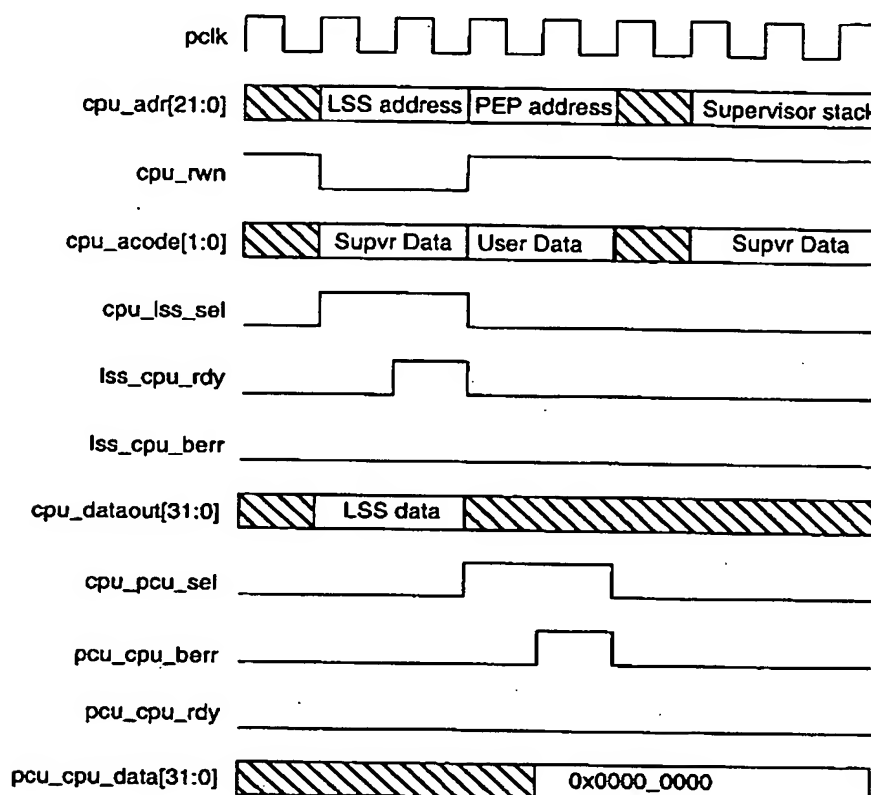 pclk
cpu_adr[21:0] LSS address PEP address Supervisor stack
cpu_rwn
cpu_acode[1:0] Supvr Data User Data Supvr Data
cpu_lss_sel
lss_cpu_rdy
lss_cpu_berr
cpu_dataout[31:0] LSS data
cpu_pcu_sel
pcu_cpu_berr
pcu_cpu_rdy
pcu_cpu_data[31:0] 0x0000_0000